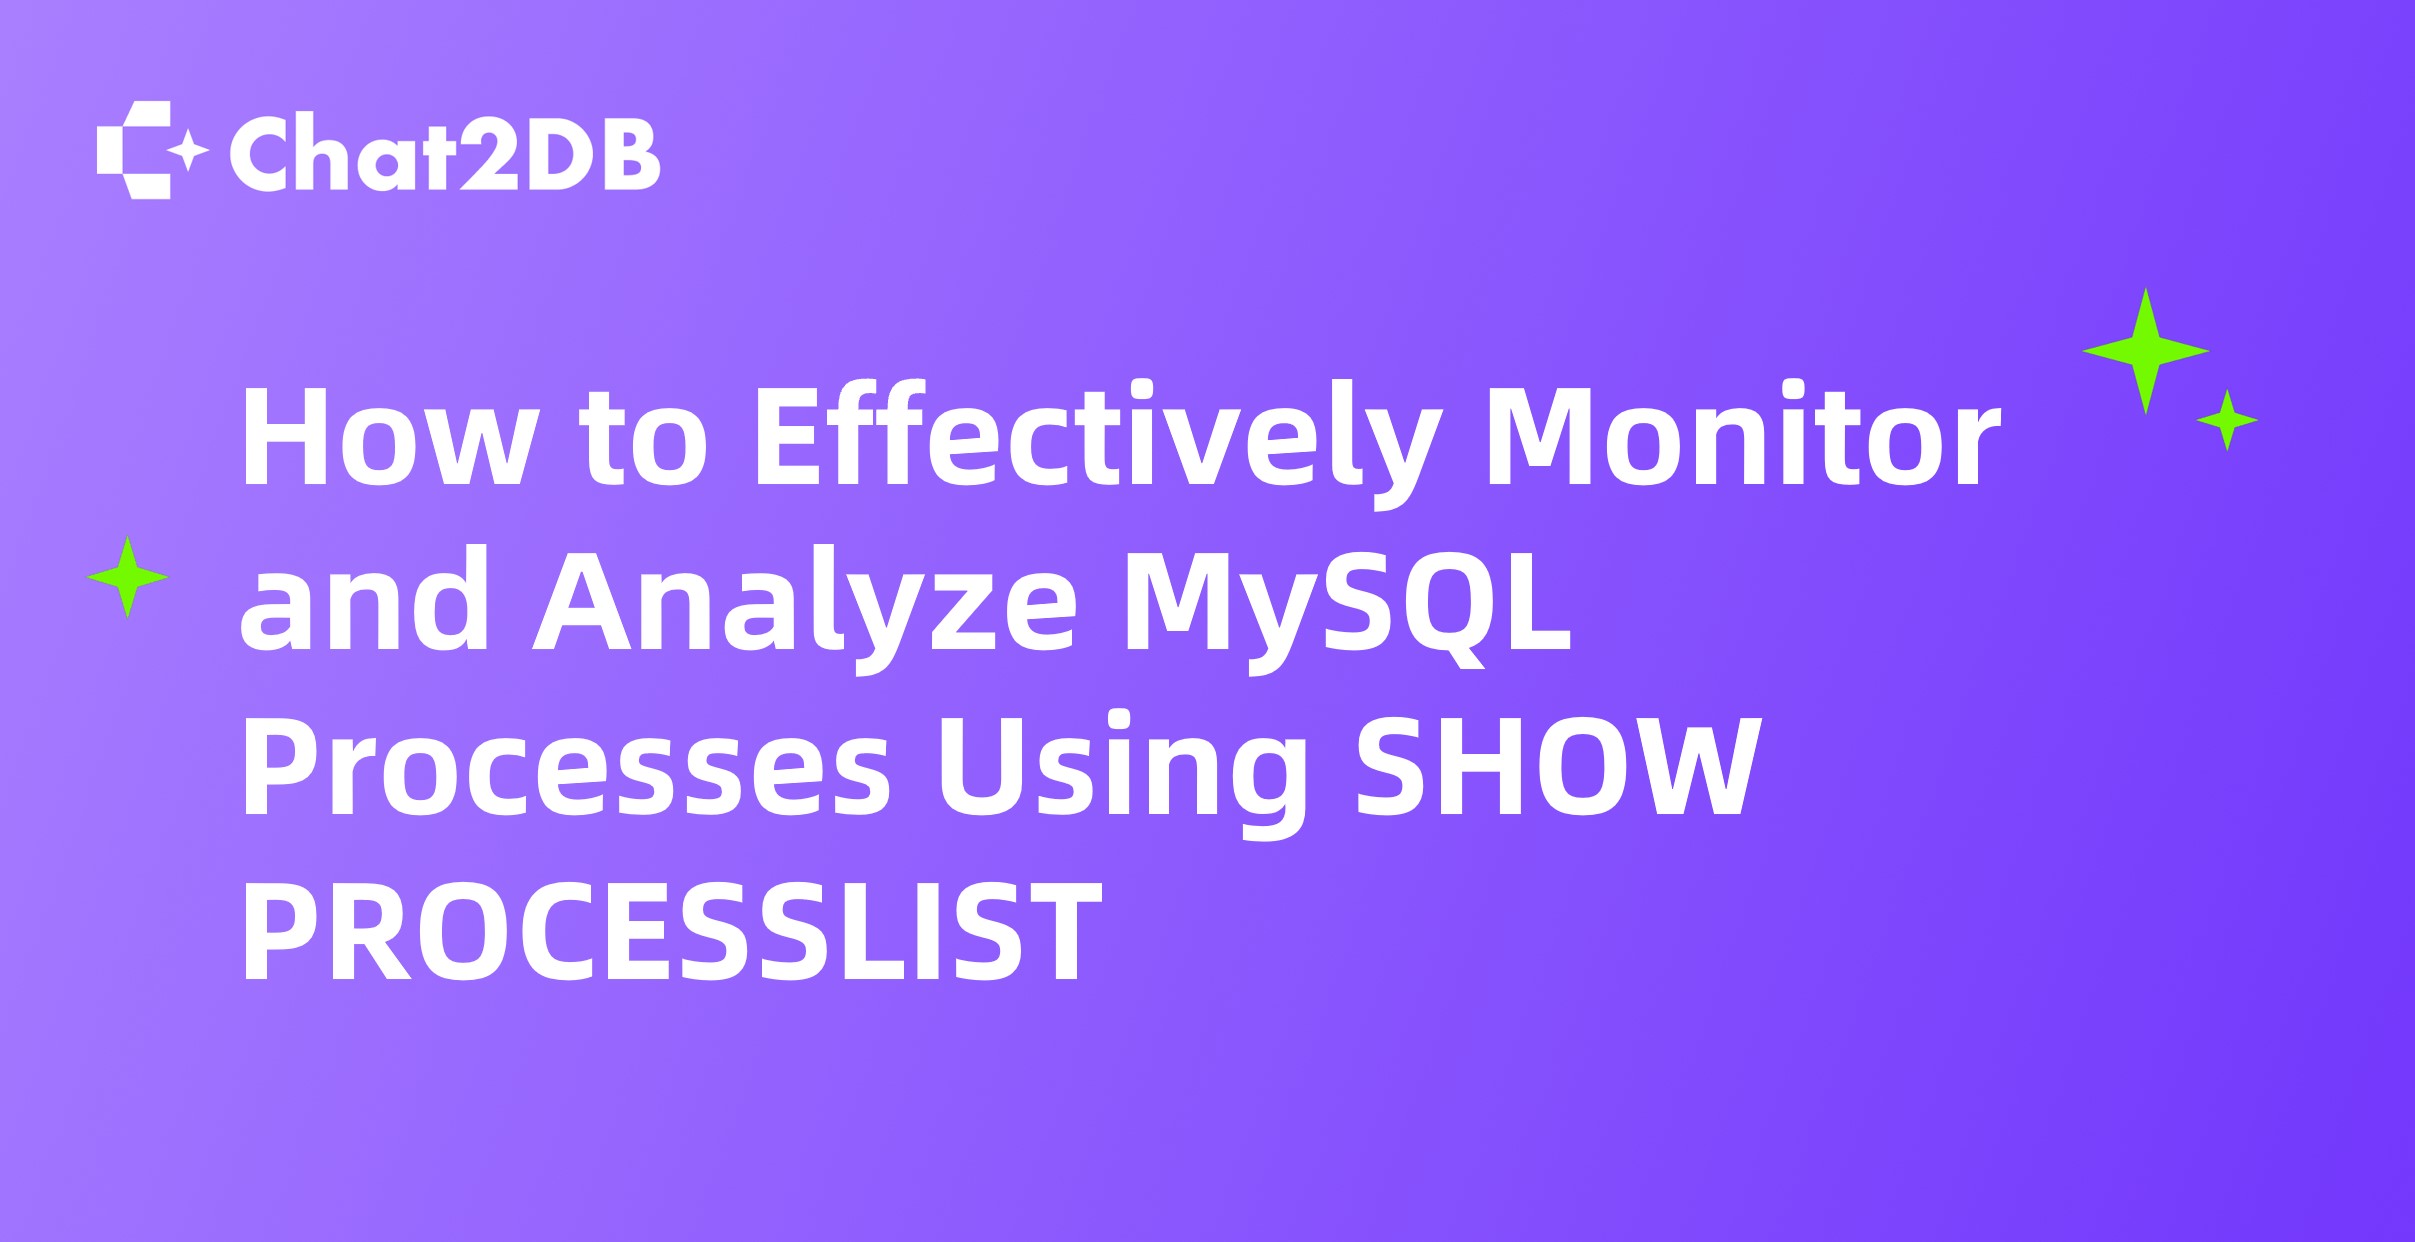 Chat2DB
How to Effectively Monitor
and Analyze MySQL
Processes Using SHOW
PROCESSLIST